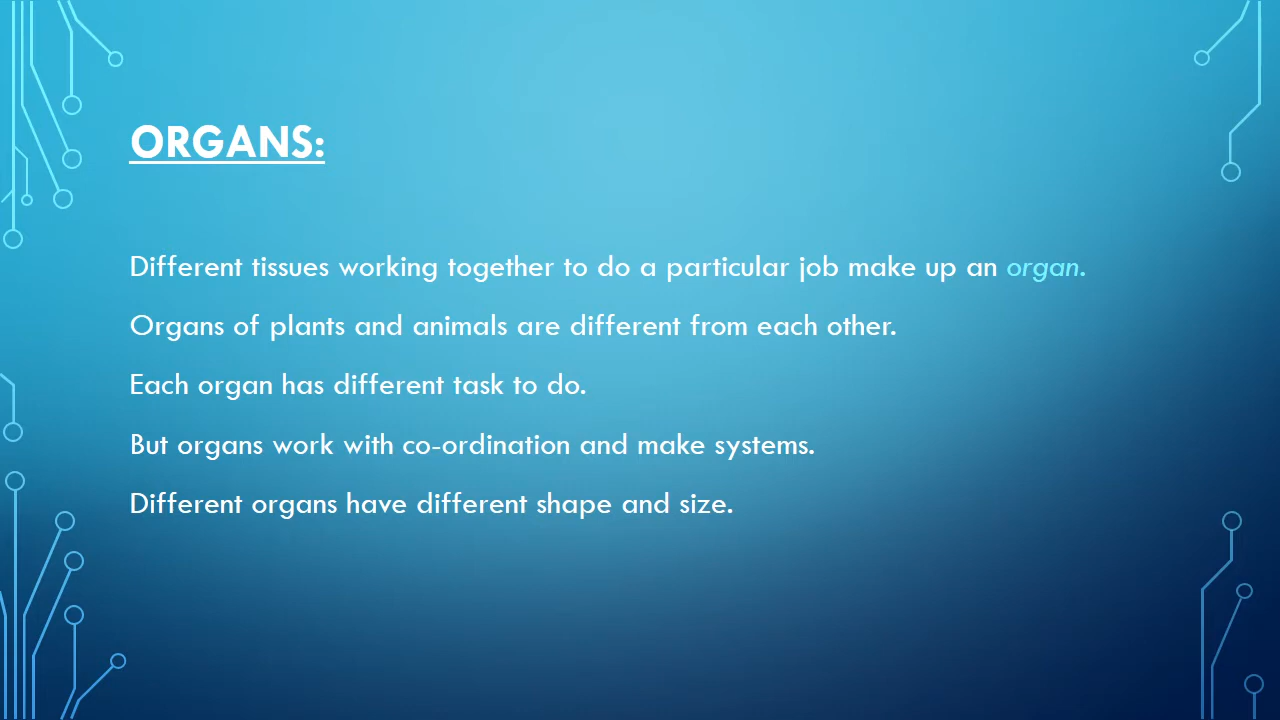 ORGANS:
Different tissues working together to do a particular job make up an organ.
Organs of plants and animals are different from each other.
Each organ has different task to do.
But organs work with co-ordination and make systems.
Different organs have different shape and size.